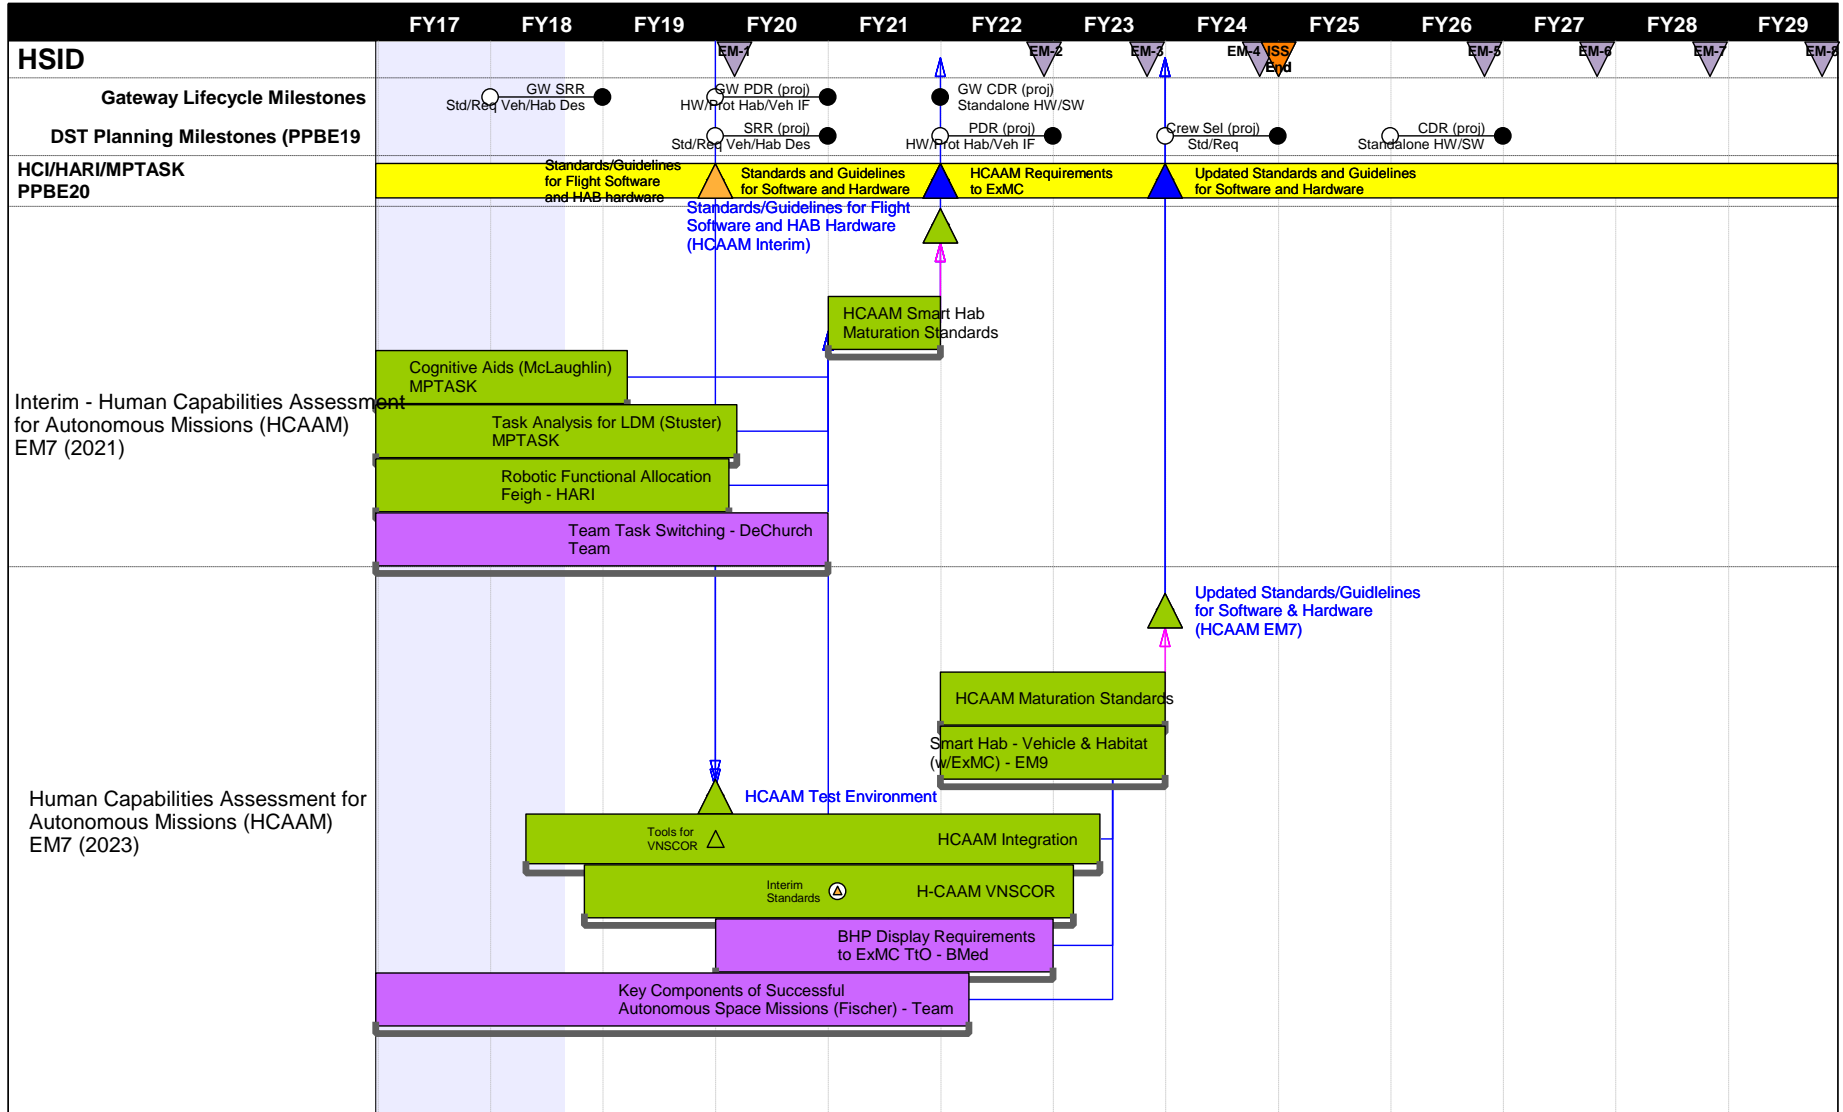 FY17 FY18 FY19 FY20 FY21 FY22 FY23 FY24 FY25 FY26 FY27 FY28 FY29
HSID
EM-1 EM-2 EM-3 EM-4 ISS End EM-5 EM-6 EM-7 EM-8
Gateway Lifecycle Milestones
GW SRR
Std/Req Veh/Hab Des
GW PDR (proj)
HW/Prot Hab/Veh IF
GW CDR (proj)
Standalone HW/SW
DST Planning Milestones (PPBE19
SRR (proj)
Std/Req Veh/Hab Des
PDR (proj)
HW/Prot Hab/Veh IF
Crew Sel (proj)
Std/Req
CDR (proj)
Standalone HW/SW
HCI/HARI/MPTASK
PPBE20
Standards/Guidelines
for Flight Software
and HAB hardware
Standards and Guidelines
for Software and Hardware
HCAAM Requirements
to ExMC
Updated Standards and Guidelines
for Software and Hardware
Standards/Guidelines for Flight
Software and HAB Hardware
(HCAAM Interim)
HCAAM Smart Hab
Maturation Standards
Interim - Human Capabilities Assessment
for Autonomous Missions (HCAAM)
EM7 (2021)
Cognitive Aids (McLaughlin)
MPTASK
Task Analysis for LDM (Stuster)
MPTASK
Robotic Functional Allocation
Feigh - HARI
Team Task Switching - DeChurch
Team
Updated Standards/Guidlelines
for Software & Hardware
(HCAAM EM7)
HCAAM Maturation Standards
Smart Hab - Vehicle & Habitat
(w/ExMC) - EM9
Human Capabilities Assessment for
Autonomous Missions (HCAAM)
EM7 (2023)
HCAAM Test Environment
Tools for
VNSCOR
HCAAM Integration
Interim
Standards
H-CAAM VNSCOR
BHP Display Requirements
to ExMC TtO - BMed
Key Components of Successful
Autonomous Space Missions (Fischer) - Team